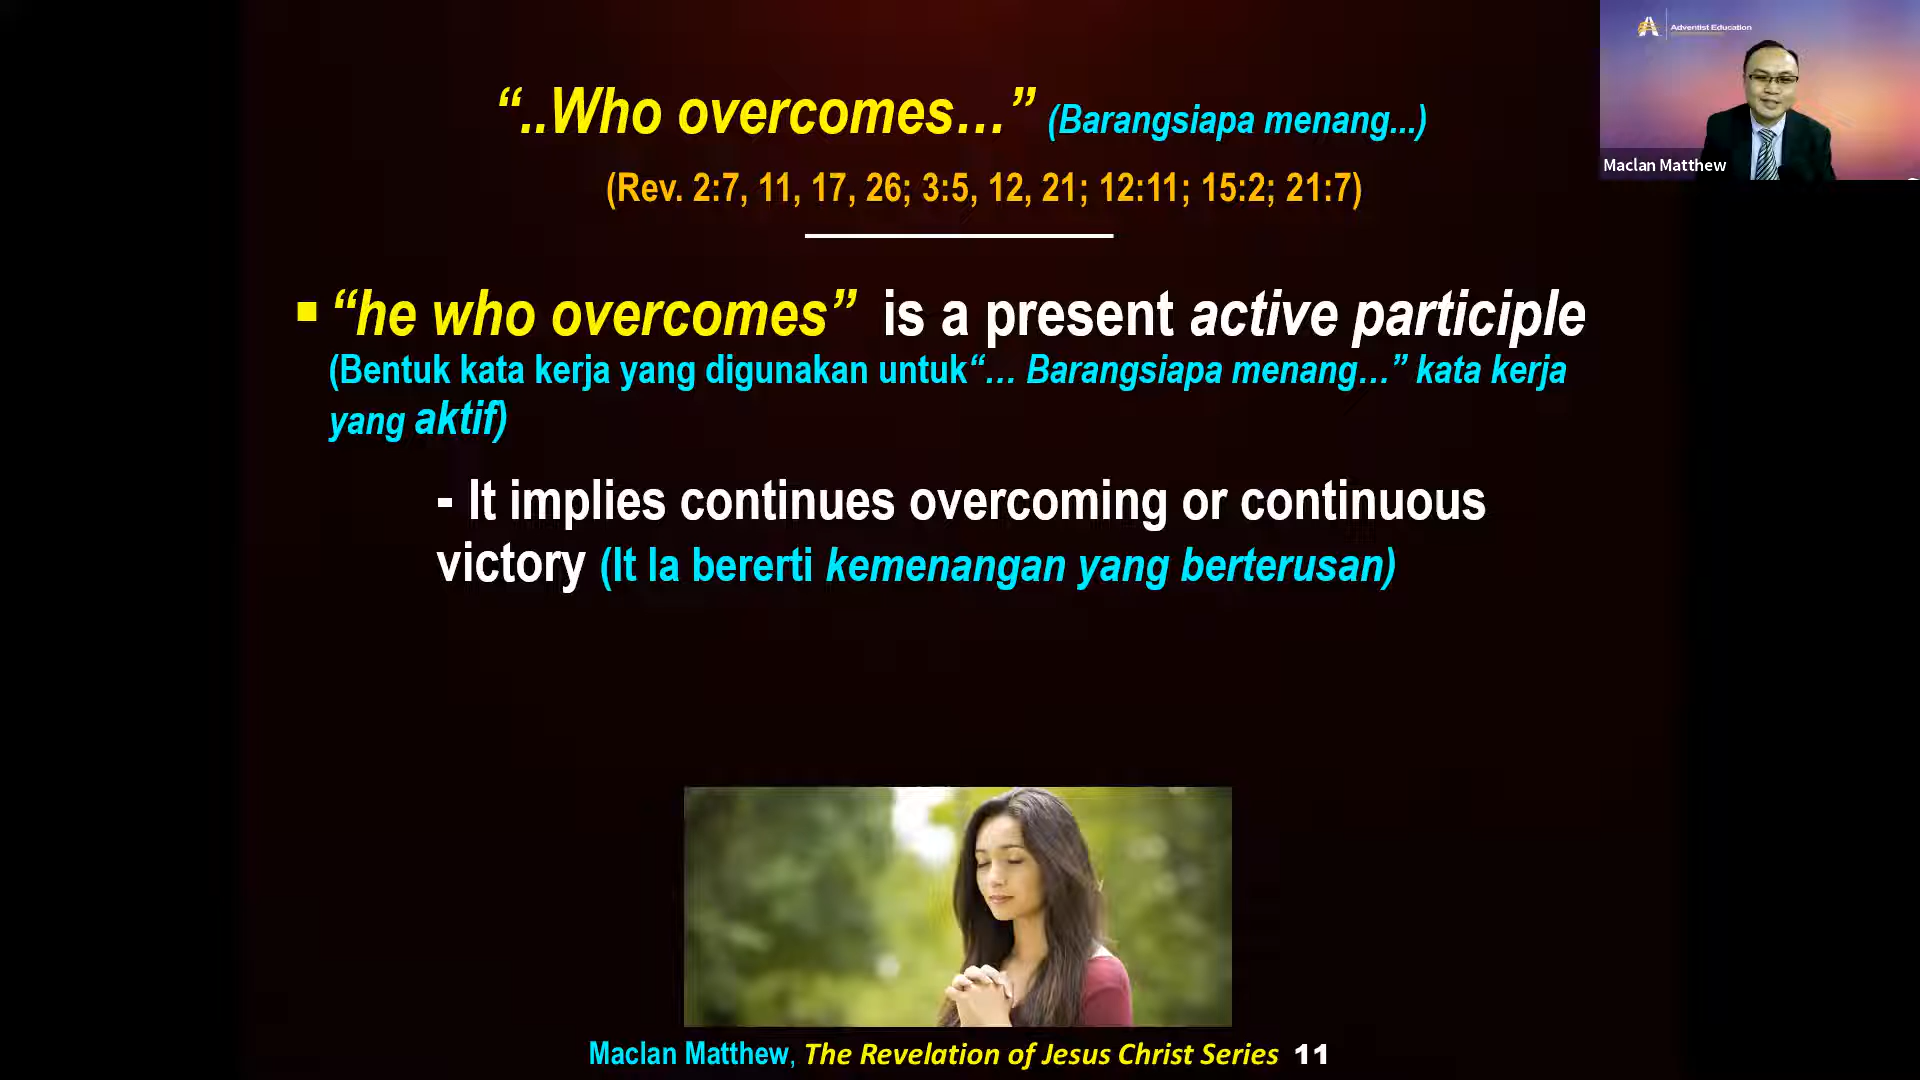 Adventist Education
Maclan Matthew
“..Who overcomes…” (Barangsiapa menang...)
(Rev. 2:7, 11, 17, 26; 3:5, 12, 21; 12:11; 15:2; 21:7)
▪ “he who overcomes” is a present active participle
(Bentuk kata kerja yang digunakan untuk“… Barangsiapa menang…” kata kerja
yang aktif)
- It implies continues overcoming or continuous
victory (It Ia bererti kemenangan yang berterusan)
Maclan Matthew, The Revelation of Jesus Christ Series 11